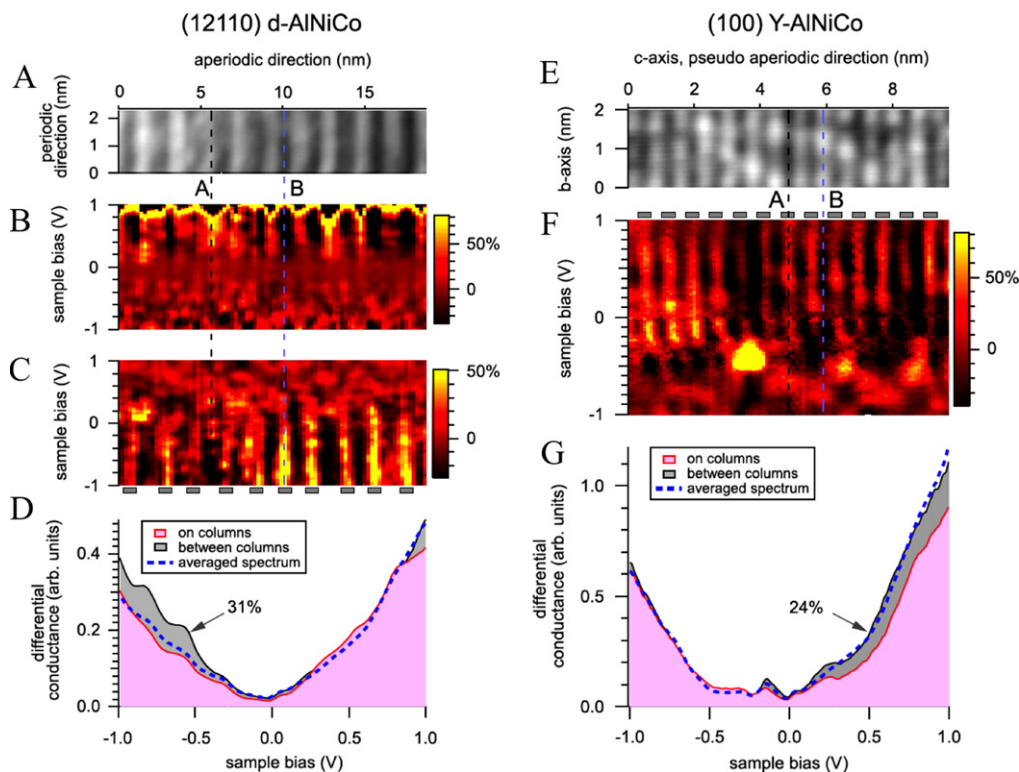 (12110) d-AlNiCo
A
aperiodic direction (nm)
0 5 10 15
periodic
direction (nm)
2
1
0
A B
B
sample bias (V)
1
0
-1
50%
0
C
sample bias (V)
1
0
-1
50%
0
D
differential
conductance (arb. units)
0.4
0.2
0.0
on columns
between columns
averaged spectrum
31%
-1.0 -0.5 0.0 0.5 1.0
sample bias (V)
(100) Y-AlNiCo
E
c-axis, pseudo aperiodic direction (nm)
0 2 4 6 8
b-axis (nm)
2
1
0
A B
F
sample bias (V)
1
0
-1
50%
0
G
differential
conductance (arb. units)
1.0
0.5
0.0
on columns
between columns
averaged spectrum
24%
-1.0 -0.5 0.0 0.5 1.0
sample bias (V)